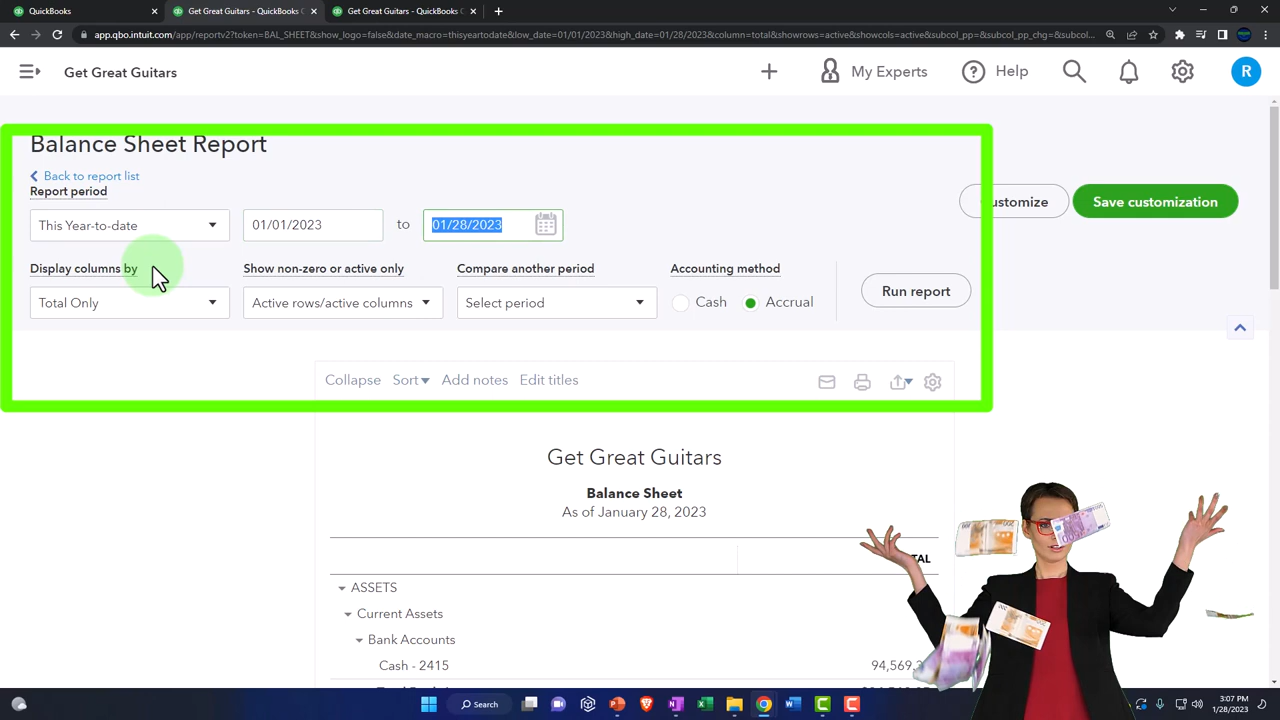 QuickBooks
Get Great Guitars - QuickBooks
Get Great Guitars - QuickBooks
app.qbo.intuit.com/app/reportv2?token=BAL_SHEET&show_logo=false&date_macro=thisyeartodate&low_date=01/01/2023&high_date=01/28/2023&column=total&showrows=active&showcols=active&subcol_pp=&subcol_pp_chg=&subcol...
Get Great Guitars
My Experts
Help
R
Balance Sheet Report
Back to report list
Report period
This Year-to-date
01/01/2023
to
01/28/2023
Customize
Save customization
Display columns by
Show non-zero or active only
Compare another period
Accounting method
Total Only
Active rows/active columns
Select period
Cash
Accrual
Run report
Collapse
Sort
Add notes
Edit titles
Get Great Guitars
Balance Sheet
As of January 28, 2023
ASSETS
Current Assets
Bank Accounts
Cash - 2415
Search
3:07 PM
1/28/2023